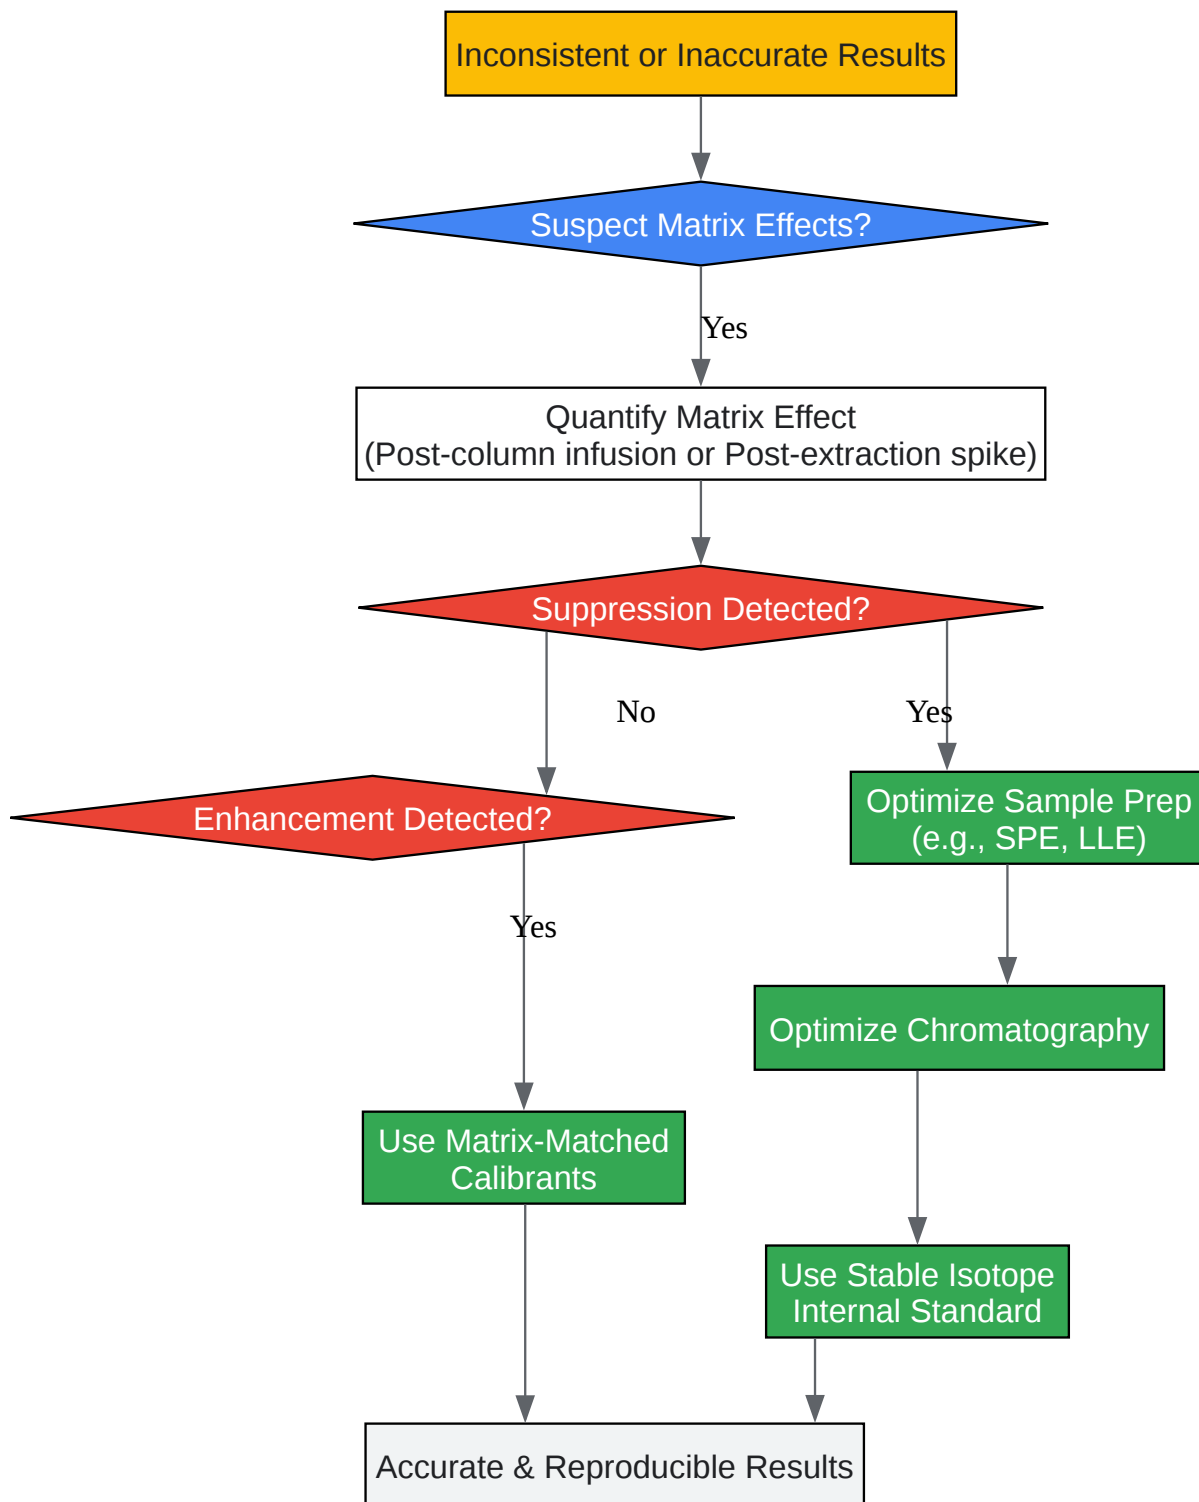 Inconsistent or Inaccurate Results
Suspect Matrix Effects?
Yes
Quantify Matrix Effect
(Post-column infusion or Post-extraction spike)
Suppression Detected?
No
Yes
Optimize Sample Prep
(e.g., SPE, LLE)
Enhancement Detected?
Yes
Optimize Chromatography
Use Matrix-Matched
Calibrants
Use Stable Isotope
Internal Standard
Accurate & Reproducible Results